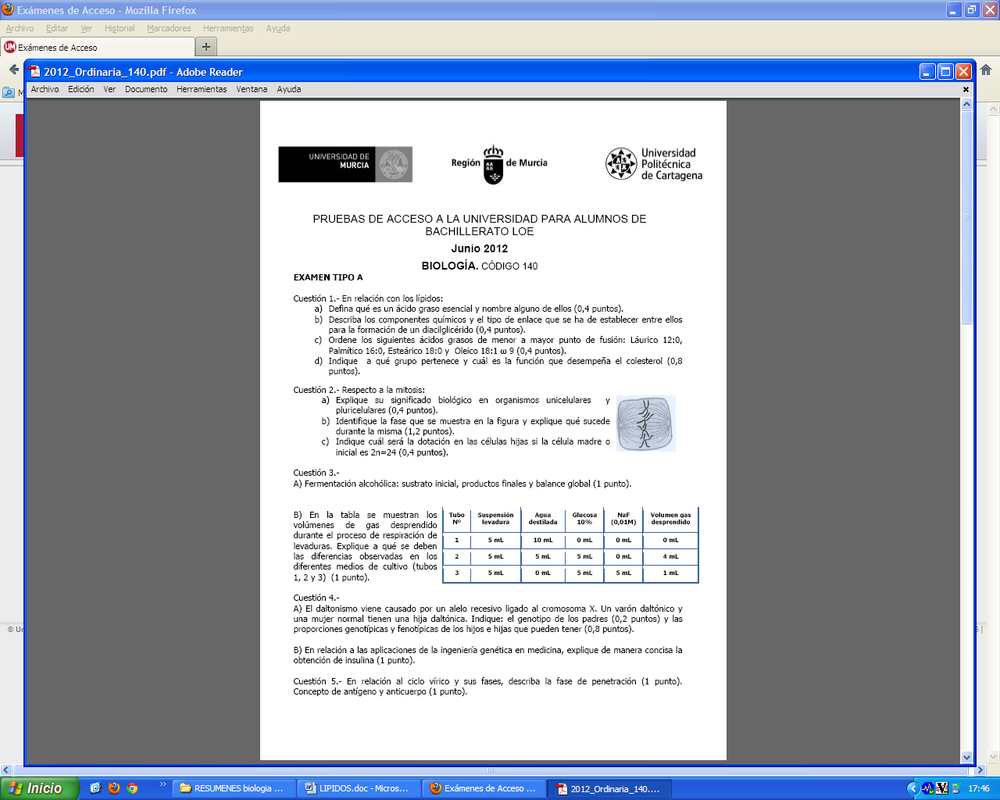 Exámenes de Acceso - Mozilla Firefox
Archivo Editar Ver Historial Marcadores Herramientas Ayuda
UM Exámenes de Acceso
2012_Ordinaria_140.pdf - Adobe Reader
Archivo Edición Ver Documento Herramientas Ventana Ayuda
UNIVERSIDAD DE
MURCIA
Región de Murcia
Universidad
Politécnica
de Cartagena
PRUEBAS DE ACCESO A LA UNIVERSIDAD PARA ALUMNOS DE
BACHILLERATO LOE
Junio 2012
BIOLOGÍA. CÓDIGO 140
EXAMEN TIPO A
Cuestión 1.- En relación con los lípidos:
a) Defina qué es un ácido graso esencial y nombre alguno de ellos (0,4 puntos).
b) Describa los componentes químicos y el tipo de enlace que se ha de establecer entre ellos
para la formación de un diacilglicérido (0,4 puntos).
c) Ordene los siguientes ácidos grasos de menor a mayor punto de fusión: Láurico 12:0,
Palmítico 16:0, Esteárico 18:0 y Oleico 18:1 ω 9 (0,4 puntos).
d) Indique a qué grupo pertenece y cuál es la función que desempeña el colesterol (0,8
puntos).
Cuestión 2.- Respecto a la mitosis:
a) Explique su significado biológico en organismos unicelulares y
pluricelulares (0,4 puntos).
b) Identifique la fase que se muestra en la figura y explique qué sucede
durante la misma (1,2 puntos).
c) Indique cuál será la dotación en las células hijas si la célula madre o
inicial es 2n=24 (0,4 puntos).
Cuestión 3.-
A) Fermentación alcohólica: sustrato inicial, productos finales y balance global (1 punto).
B) En la tabla se muestran los
volúmenes de gas desprendido
durante el proceso de respiración de
levaduras. Explique a qué se deben
las diferencias observadas en los
diferentes medios de cultivo (tubos
1, 2 y 3) (1 punto).
Tubo Suspensión Agua Glucosa NaF Volumen gas
Nº levadura destilada 10% (0,01M) desprendido
1 5 mL 10 mL 0 mL 0 mL 0 mL
2 5 mL 5 mL 5 mL 0 mL 4 mL
3 5 mL 0 mL 5 mL 5 mL 1 mL
Cuestión 4.-
A) El daltonismo viene causado por un alelo recesivo ligado al cromosoma X. Un varón daltónico y
una mujer normal tienen una hija daltónica. Indique: el genotipo de los padres (0,2 puntos) y las
proporciones genotípicas y fenotípicas de los hijos e hijas que pueden tener (0,8 puntos).
B) En relación a las aplicaciones de la ingeniería genética en medicina, explique de manera concisa la
obtención de insulina (1 punto).
Cuestión 5.- En relación al ciclo vírico y sus fases, describa la fase de penetración (1 punto).
Concepto de antígeno y anticuerpo (1 punto).
Inicio
RESUMENES biologia ...
LIPIDOS.doc - Micros...
Exámenes de Acceso ...
2012_Ordinaria_140....
17:46